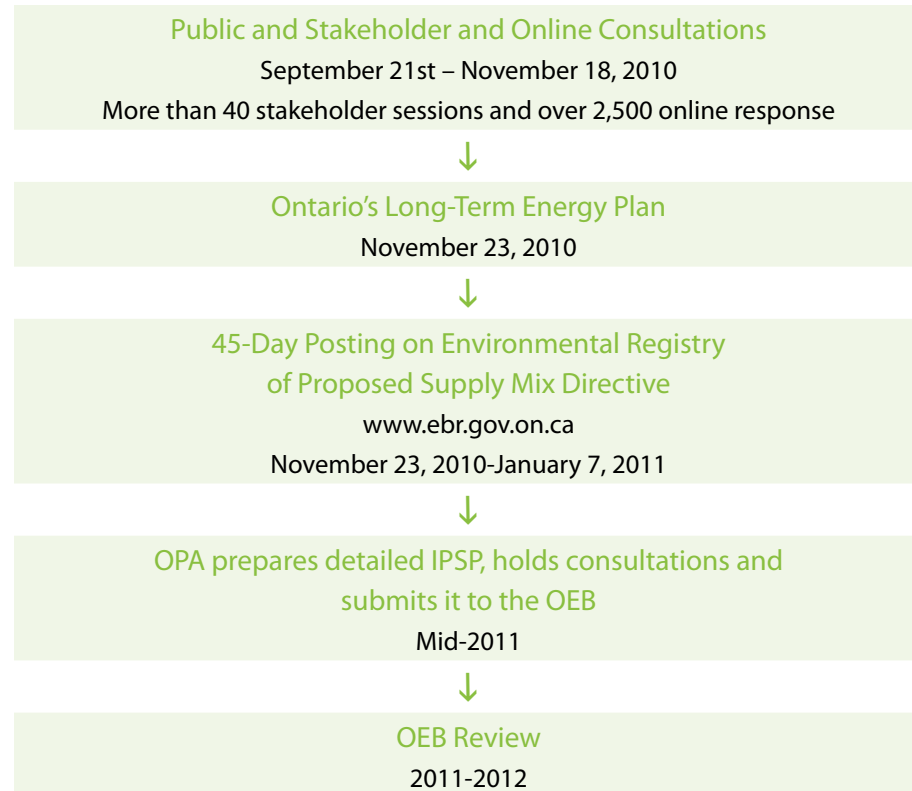 Public and Stakeholder and Online Consultations
September 21st – November 18, 2010
More than 40 stakeholder sessions and over 2,500 online response
↓
Ontario's Long-Term Energy Plan
November 23, 2010
↓
45-Day Posting on Environmental Registry
of Proposed Supply Mix Directive
www.ebr.gov.on.ca
November 23, 2010-January 7, 2011
↓
OPA prepares detailed IPSP, holds consultations and
submits it to the OEB
Mid-2011
↓
OEB Review
2011-2012